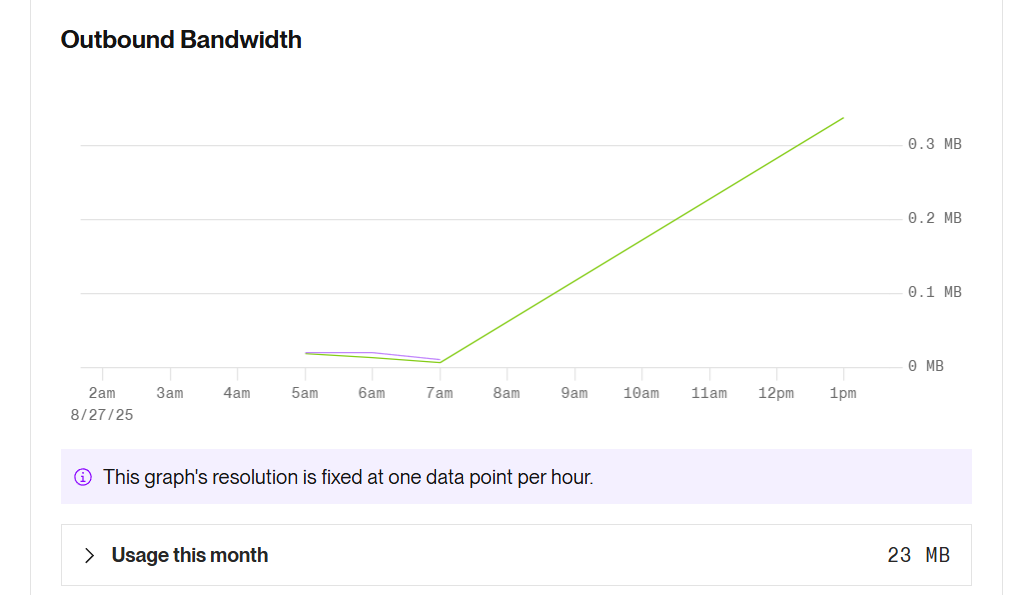 Outbound Bandwidth
0.3 MB
0.2 MB
0.1 MB
0 MB
2am 3am 4am 5am 6am 7am 8am 9am 10am 11am 12pm 1pm
8/27/25
This graph's resolution is fixed at one data point per hour.
Usage this month 23 MB